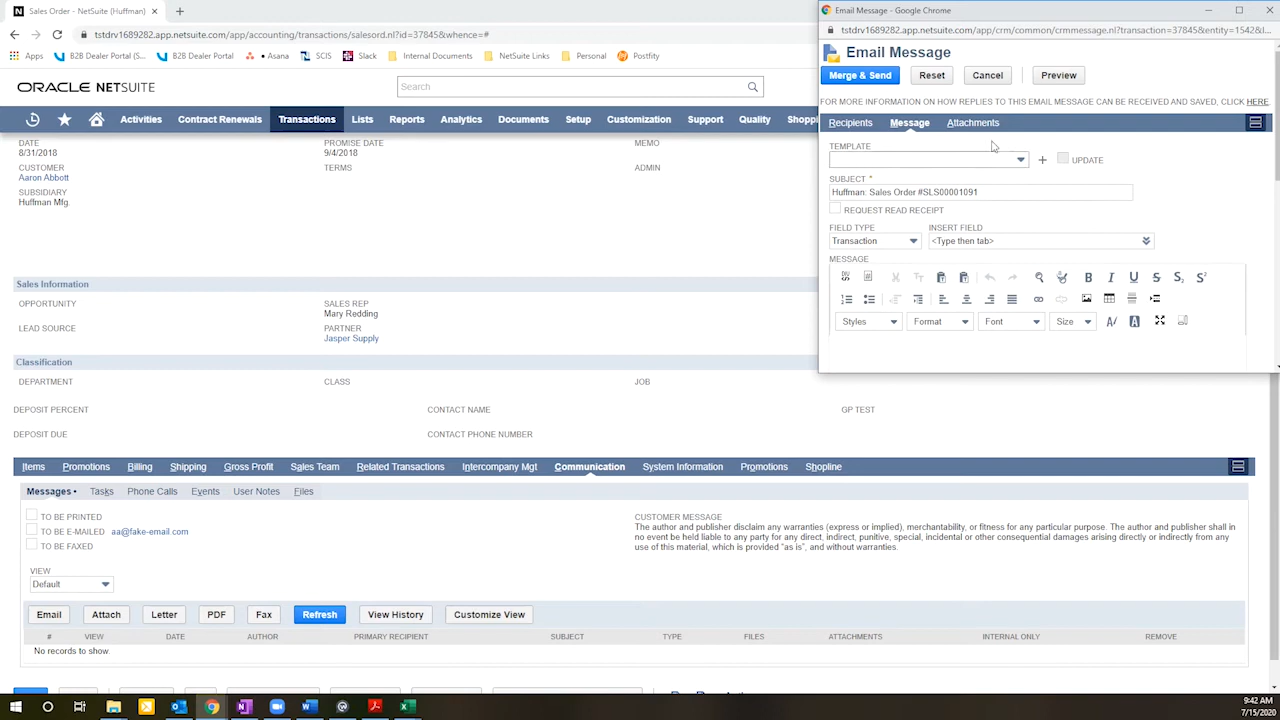 Sales Order - NetSuite (Huffman)
tstdrv1689282.app.netsuite.com/app/accounting/transactions/salesord.nl?id=37845&whence=#
Apps
B2B Dealer Portal (S...
B2B Dealer Portal
Asana
SCIS
Slack
Internal Documents
NetSuite Links
Personal
Postfity
ORACLE NETSUITE
Search
Activities
Contract Renewals
Transactions
Lists
Reports
Analytics
Documents
Setup
Customization
Support
Quality
Shoppi
DATE
8/31/2018
PROMISE DATE
9/4/2018
MEMO
CUSTOMER
Aaron Abbott
TERMS
ADMIN
SUBSIDIARY
Huffman Mfg.
Sales Information
OPPORTUNITY
SALES REP
Mary Redding
LEAD SOURCE
PARTNER
Jasper Supply
Classification
DEPARTMENT
CLASS
JOB
DEPOSIT PERCENT
CONTACT NAME
GP TEST
DEPOSIT DUE
CONTACT PHONE NUMBER
Items
Promotions
Billing
Shipping
Gross Profit
Sales Team
Related Transactions
Intercompany Mgt
Communication
System Information
Promotions
Shopline
Messages •
Tasks
Phone Calls
Events
User Notes
Files
TO BE PRINTED
TO BE E-MAILED aa@fake-email.com
TO BE FAXED
CUSTOMER MESSAGE
The author and publisher disclaim any warranties (express or implied), merchantability, or fitness for any particular purpose. The author and publisher shall in
no event be held liable to any party for any direct, indirect, punitive, special, incidental or other consequential damages arising directly or indirectly from any
use of this material, which is provided "as is", and without warranties.
VIEW
Default
Email
Attach
Letter
PDF
Fax
Refresh
View History
Customize View
#
VIEW
DATE
AUTHOR
PRIMARY RECIPIENT
SUBJECT
TYPE
FILES
ATTACHMENTS
INTERNAL ONLY
REMOVE
No records to show.
Email Message - Google Chrome
tstdrv1689282.app.netsuite.com/app/crm/common/crmmessage.nl?transaction=37845&entity=1542&l...
Email Message
Merge & Send
Reset
Cancel
Preview
FOR MORE INFORMATION ON HOW REPLIES TO THIS EMAIL MESSAGE CAN BE RECEIVED AND SAVED, CLICK HERE.
Recipients
Message
Attachments
TEMPLATE
UPDATE
SUBJECT *
Huffman: Sales Order #SLS00001091
REQUEST READ RECEIPT
FIELD TYPE
INSERT FIELD
Transaction
<Type then tab>
MESSAGE
Styles
Format
Font
Size
9:42 AM
7/15/2020